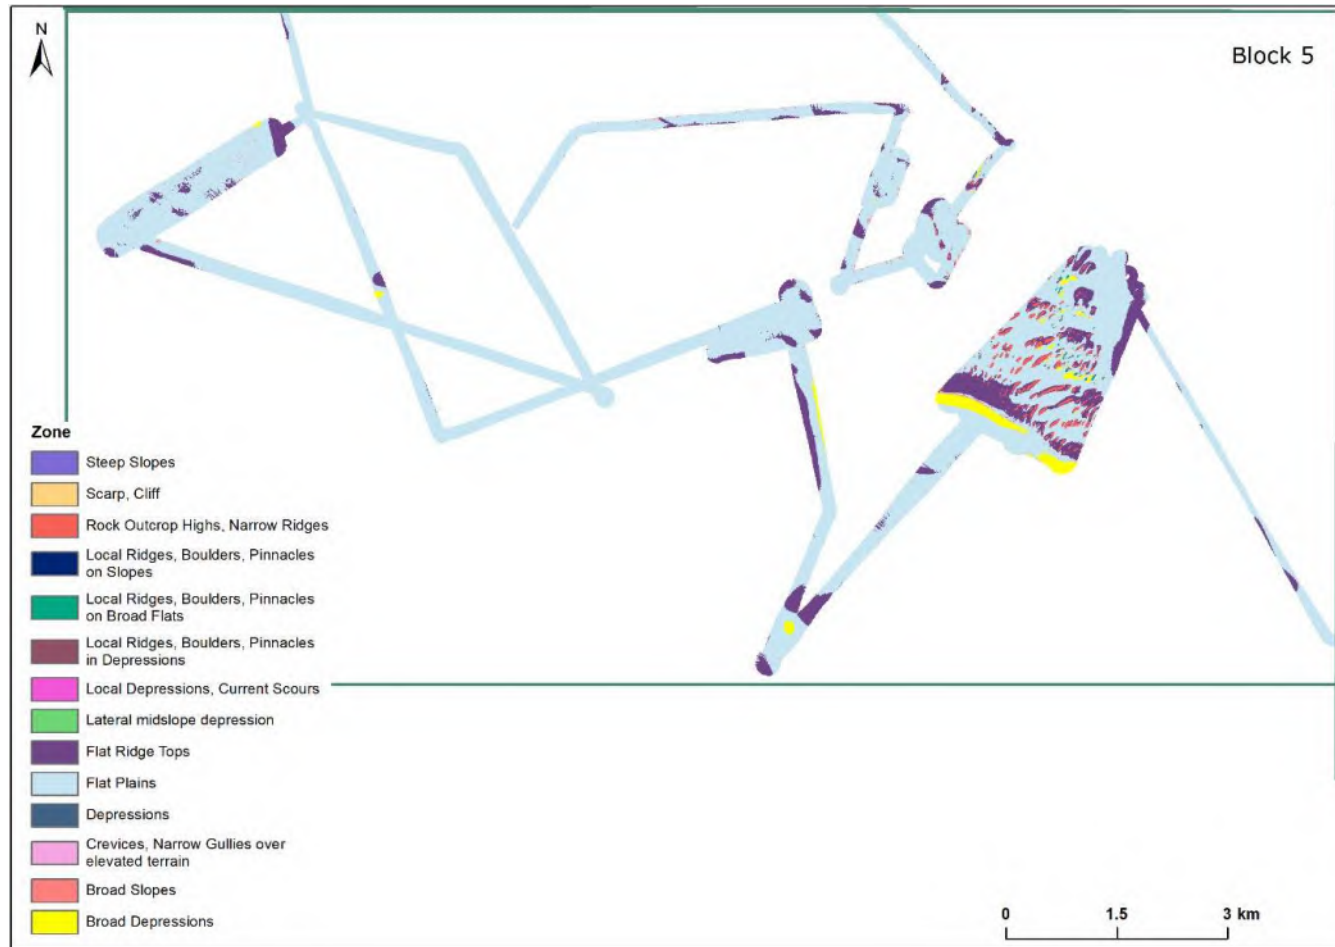 N
Block 5
Zone
Steep Slopes
Scarp, Cliff
Rock Outcrop Highs, Narrow Ridges
Local Ridges, Boulders, Pinnacles
on Slopes
Local Ridges, Boulders, Pinnacles
on Broad Flats
Local Ridges, Boulders, Pinnacles
in Depressions
Local Depressions, Current Scours
Lateral midslope depression
Flat Ridge Tops
Flat Plains
Depressions
Crevices, Narrow Gullies over
elevated terrain
Broad Slopes
Broad Depressions
0 1.5 3 km